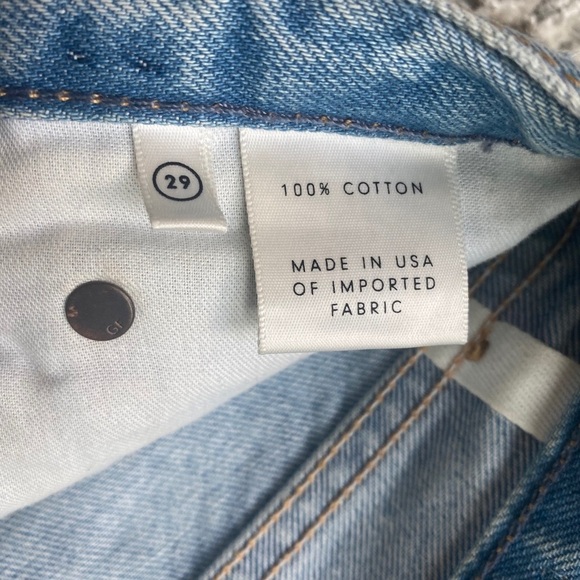 29
100% COTTON
MADE IN USA
OF IMPORTED
FABRIC